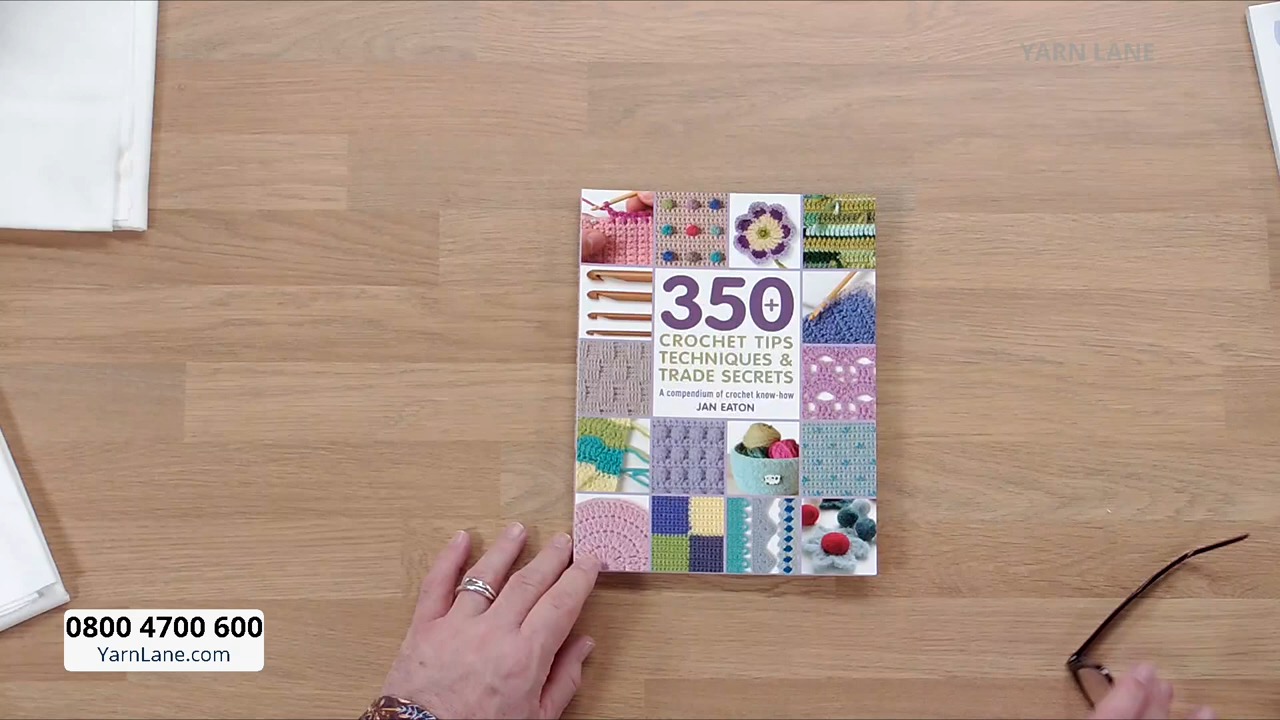 YARN LANE
350+
CROCHET TIPS
TECHNIQUES &
TRADE SECRETS
A compendium of crochet know-how
JAN EATON
0800 4700 600
YarnLane.com